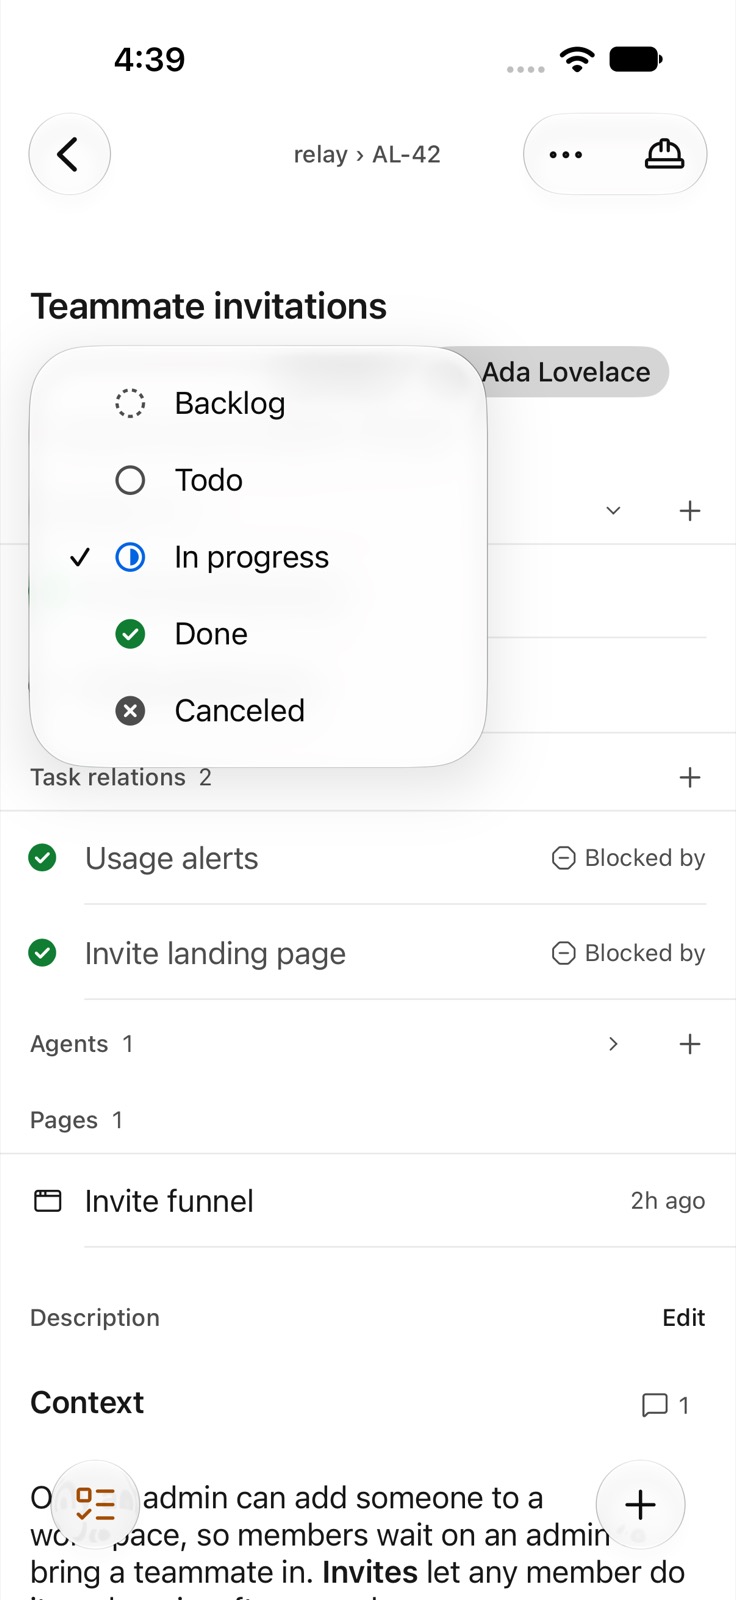 4:39
relay › AL-42
Teammate invitations
Ada Lovelace
Backlog
Todo
In progress
Done
Canceled
Task relations 2
Usage alerts Blocked by
Invite landing page Blocked by
Agents 1
Pages 1
Invite funnel 2h ago
Description Edit
Context 1
admin can add someone to a
so members wait on an admin
bring a teammate in. Invites let any member do